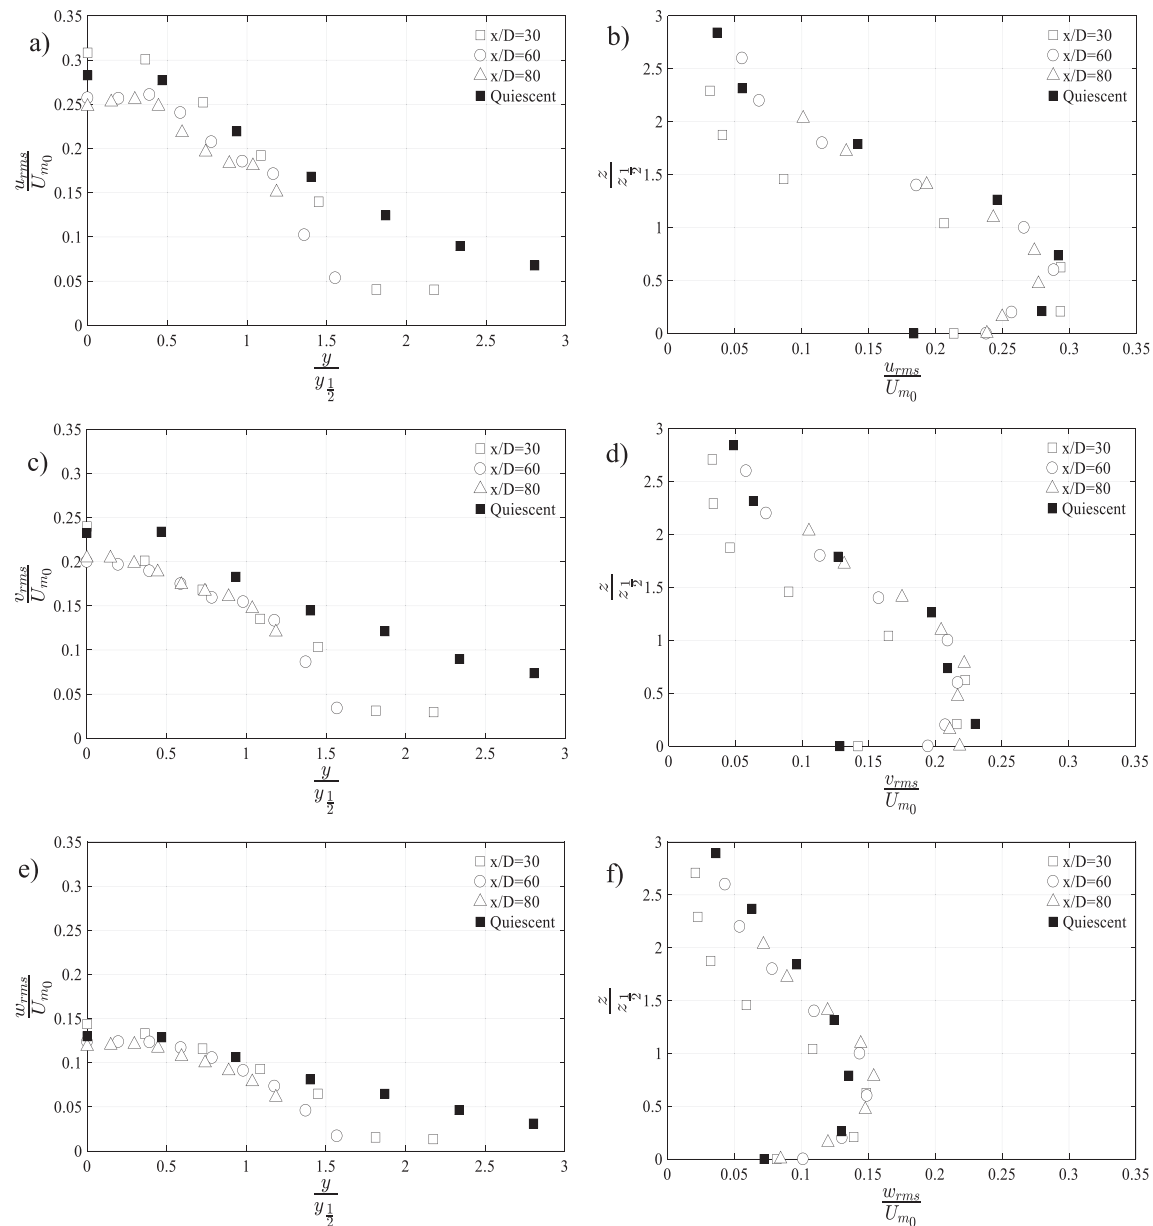 a)
0.35
0.3
0.25
0.2
0.15
0.1
0.05
0
u_rms
U_m0
x/D=30
x/D=60
x/D=80
Quiescent
0 0.5 1 1.5 2 2.5 3
y
y_1/2
b)
3
2.5
2
1.5
1
0.5
0
z
z_1/2
x/D=30
x/D=60
x/D=80
Quiescent
0.05 0.1 0.15 0.2 0.25 0.3 0.35
u_rms
U_m0
c)
0.35
0.3
0.25
0.2
0.15
0.1
0.05
0
v_rms
U_m0
x/D=30
x/D=60
x/D=80
Quiescent
0 0.5 1 1.5 2 2.5 3
y
y_1/2
d)
3
2.5
2
1.5
1
0.5
0
z
z_1/2
x/D=30
x/D=60
x/D=80
Quiescent
0.05 0.1 0.15 0.2 0.25 0.3 0.35
v_rms
U_m0
e)
0.35
0.3
0.25
0.2
0.15
0.1
0.05
0
w_rms
U_m0
x/D=30
x/D=60
x/D=80
Quiescent
0 0.5 1 1.5 2 2.5 3
y
y_1/2
f)
3
2.5
2
1.5
1
0.5
0
z
z_1/2
x/D=30
x/D=60
x/D=80
Quiescent
0.05 0.1 0.15 0.2 0.25 0.3 0.35
w_rms
U_m0